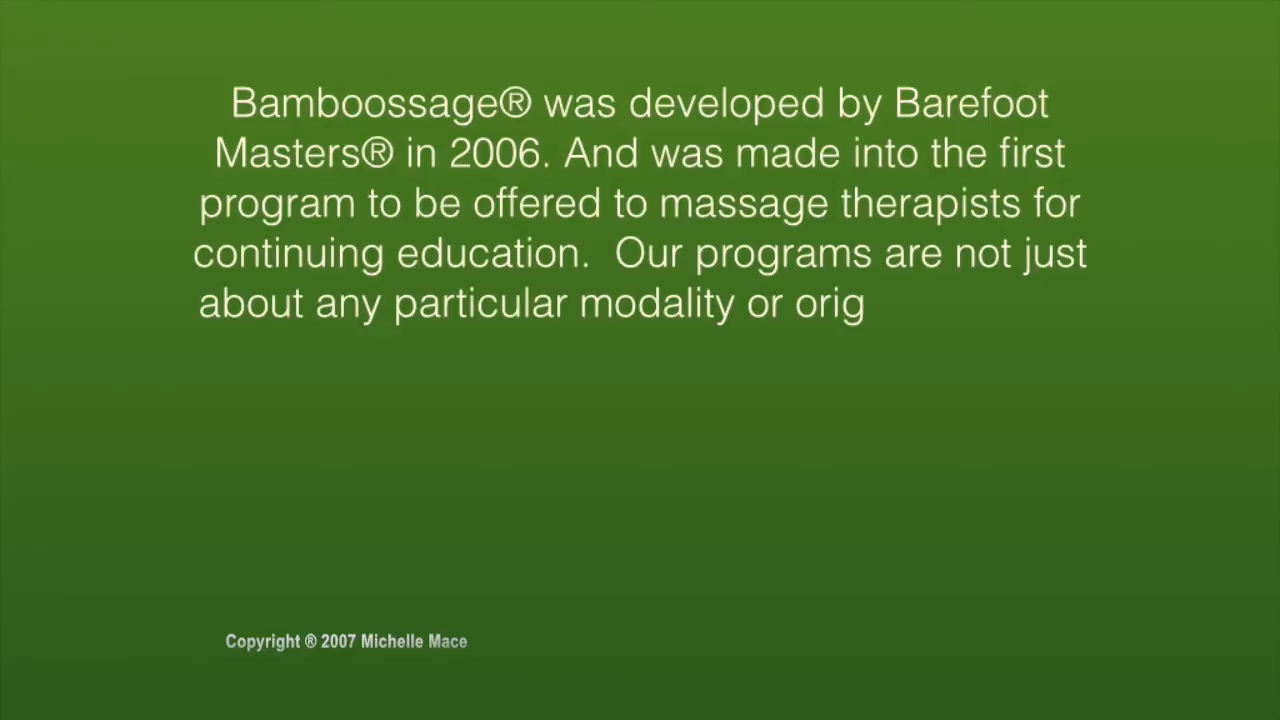 Bamboossage® was developed by Barefoot
Masters® in 2006. And was made into the first
program to be offered to massage therapists for
continuing education.  Our programs are not just
about any particular modality or orig
Copyright ® 2007 Michelle Mace